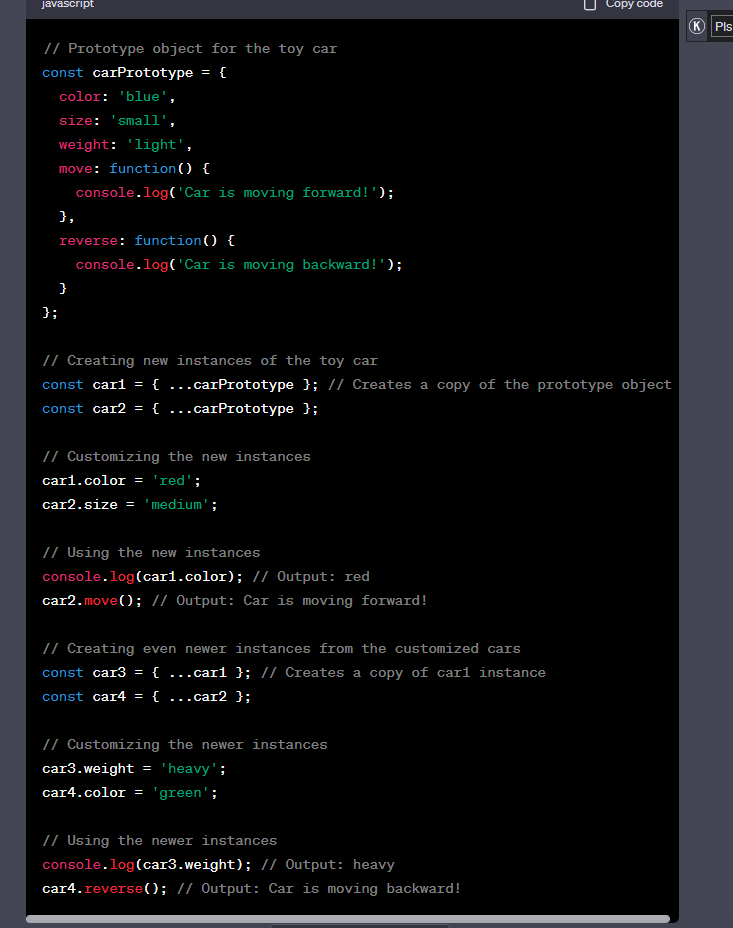 javascript
Copy code
K
Pls
// Prototype object for the toy car
const carPrototype = {
  color: 'blue',
  size: 'small',
  weight: 'light',
  move: function() {
    console.log('Car is moving forward!');
  },
  reverse: function() {
    console.log('Car is moving backward!');
  }
};

// Creating new instances of the toy car
const car1 = { ...carPrototype }; // Creates a copy of the prototype object
const car2 = { ...carPrototype };

// Customizing the new instances
car1.color = 'red';
car2.size = 'medium';

// Using the new instances
console.log(car1.color); // Output: red
car2.move(); // Output: Car is moving forward!

// Creating even newer instances from the customized cars
const car3 = { ...car1 }; // Creates a copy of car1 instance
const car4 = { ...car2 };

// Customizing the newer instances
car3.weight = 'heavy';
car4.color = 'green';

// Using the newer instances
console.log(car3.weight); // Output: heavy
car4.reverse(); // Output: Car is moving backward!